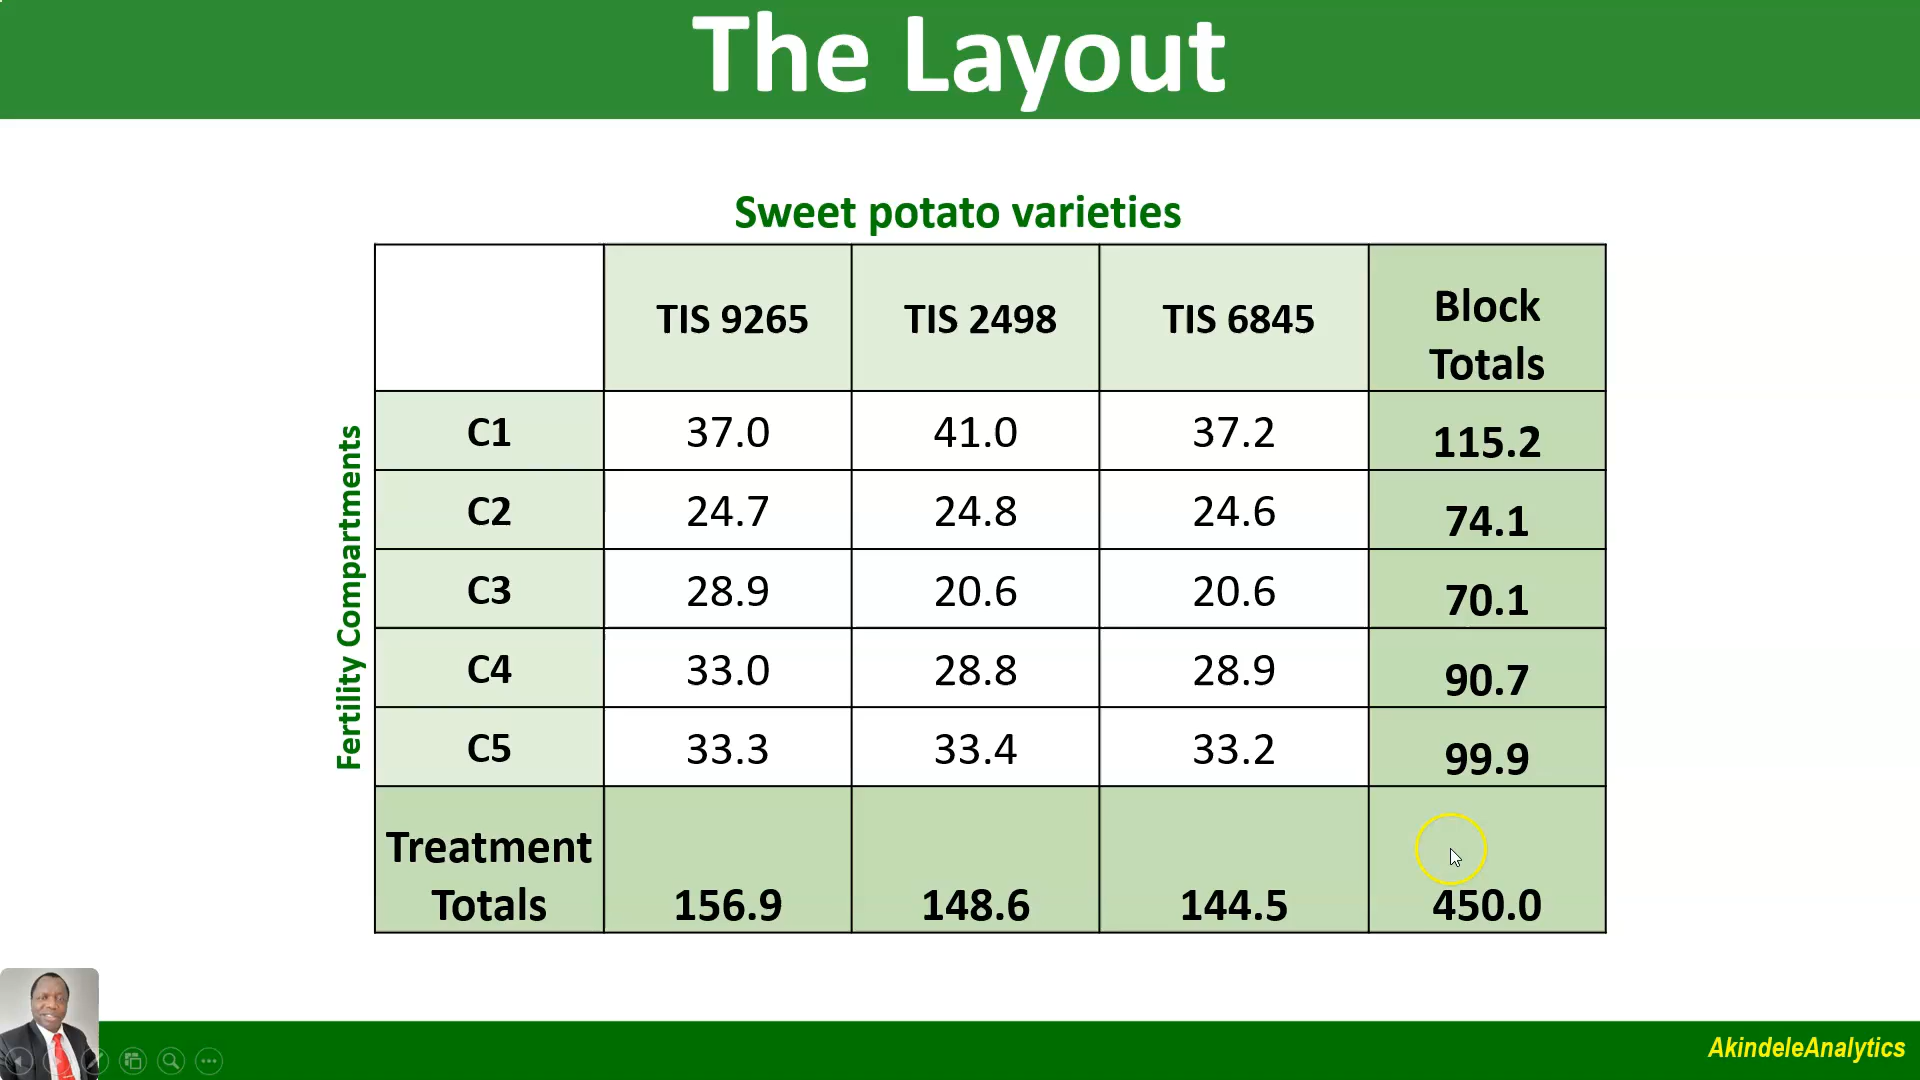 The Layout
Sweet potato varieties
TIS 9265 TIS 2498 TIS 6845 Block
Totals
Fertility Compartments
C1 37.0 41.0 37.2 115.2
C2 24.7 24.8 24.6 74.1
C3 28.9 20.6 20.6 70.1
C4 33.0 28.8 28.9 90.7
C5 33.3 33.4 33.2 99.9
Treatment
Totals 156.9 148.6 144.5 450.0
AkindeleAnalytics